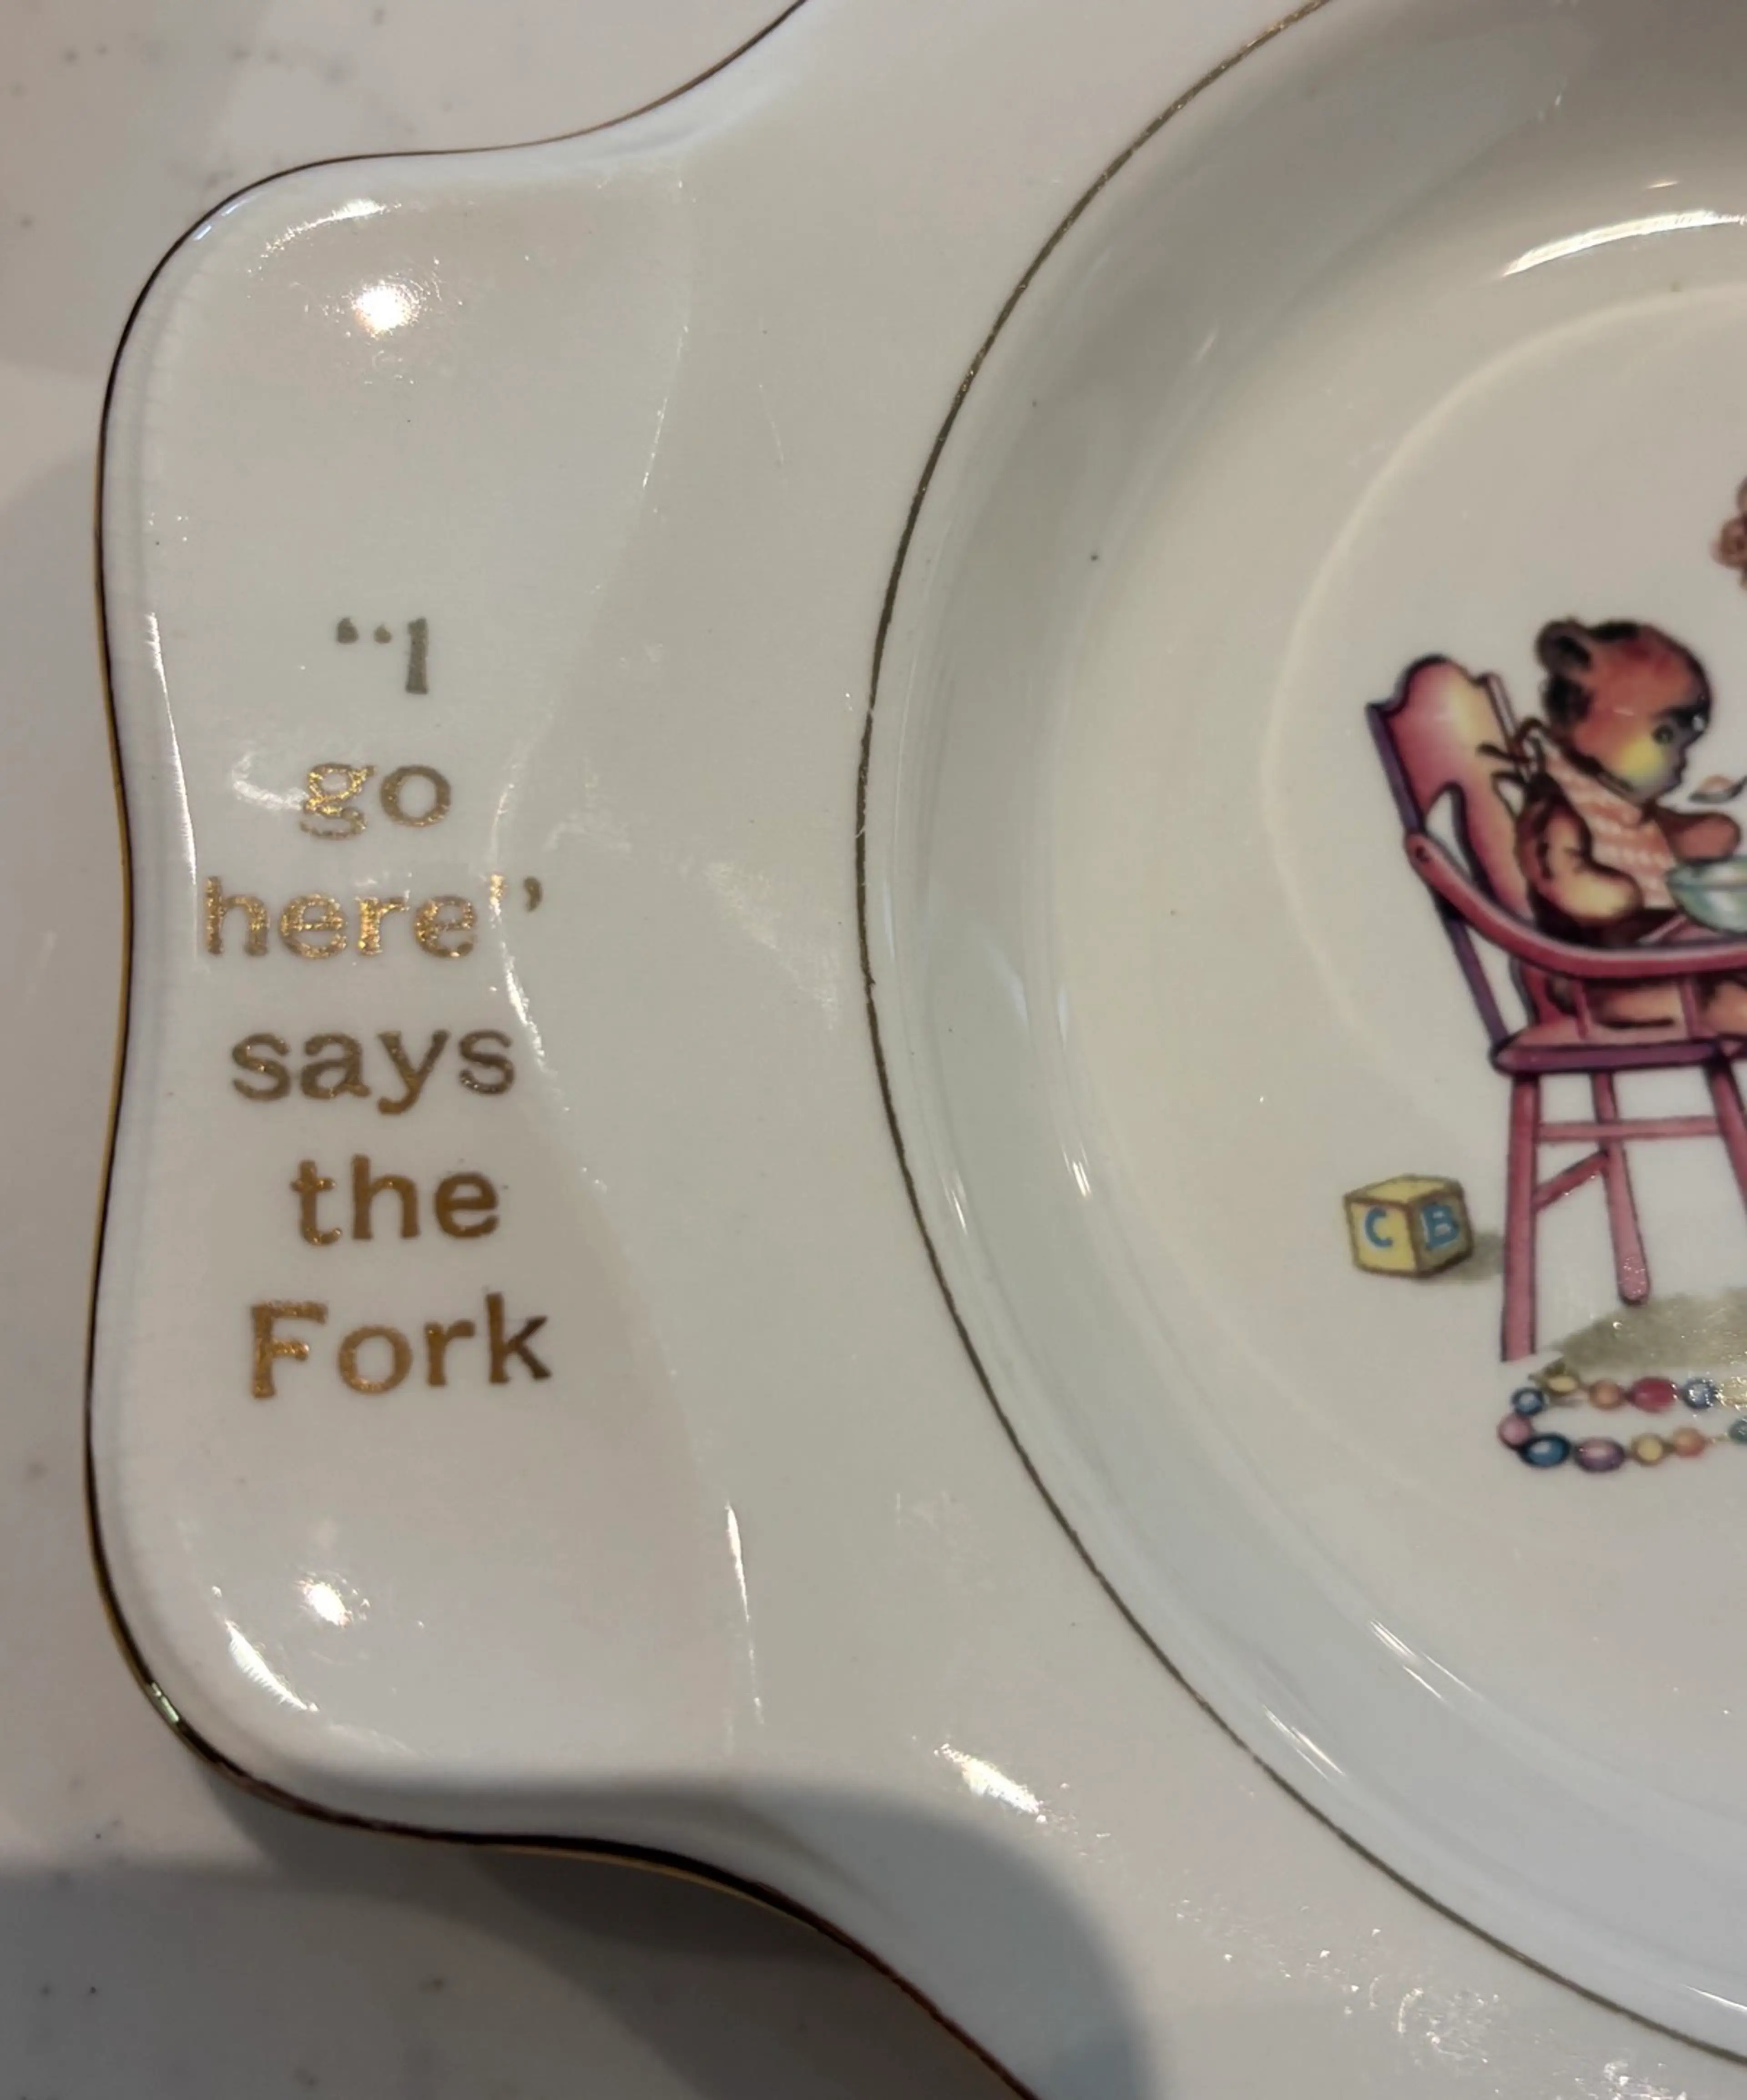 “I
go
here”
says
the
Fork
C B